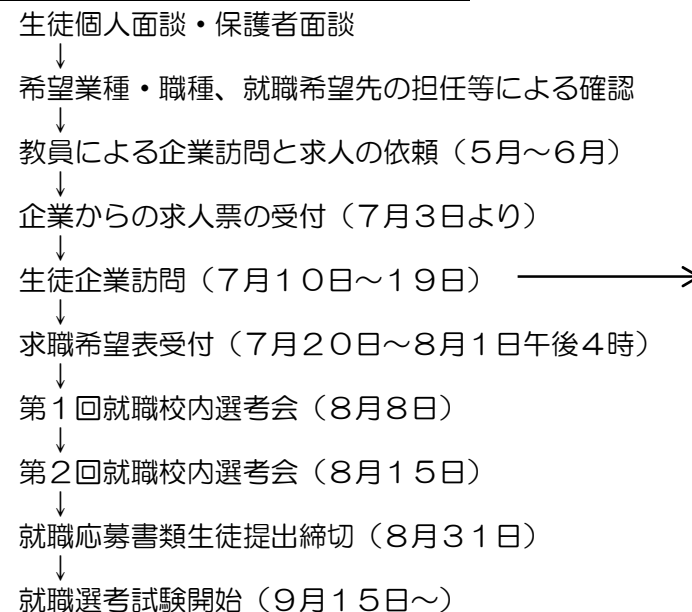 生徒個人面談・保護者面談
↓
希望業種・職種、就職希望先の担任等による確認
↓
教員による企業訪問と求人の依頼（５月～６月）
↓
企業からの求人票の受付（７月３日より）
↓
生徒企業訪問（７月１０日～１９日）
↓
求職希望表受付（７月２０日～８月１日午後４時）
↓
第１回就職校内選考会（８月８日）
↓
第２回就職校内選考会（８月１５日）
↓
就職応募書類生徒提出締切（８月３１日）
↓
就職選考試験開始（９月１５日～）